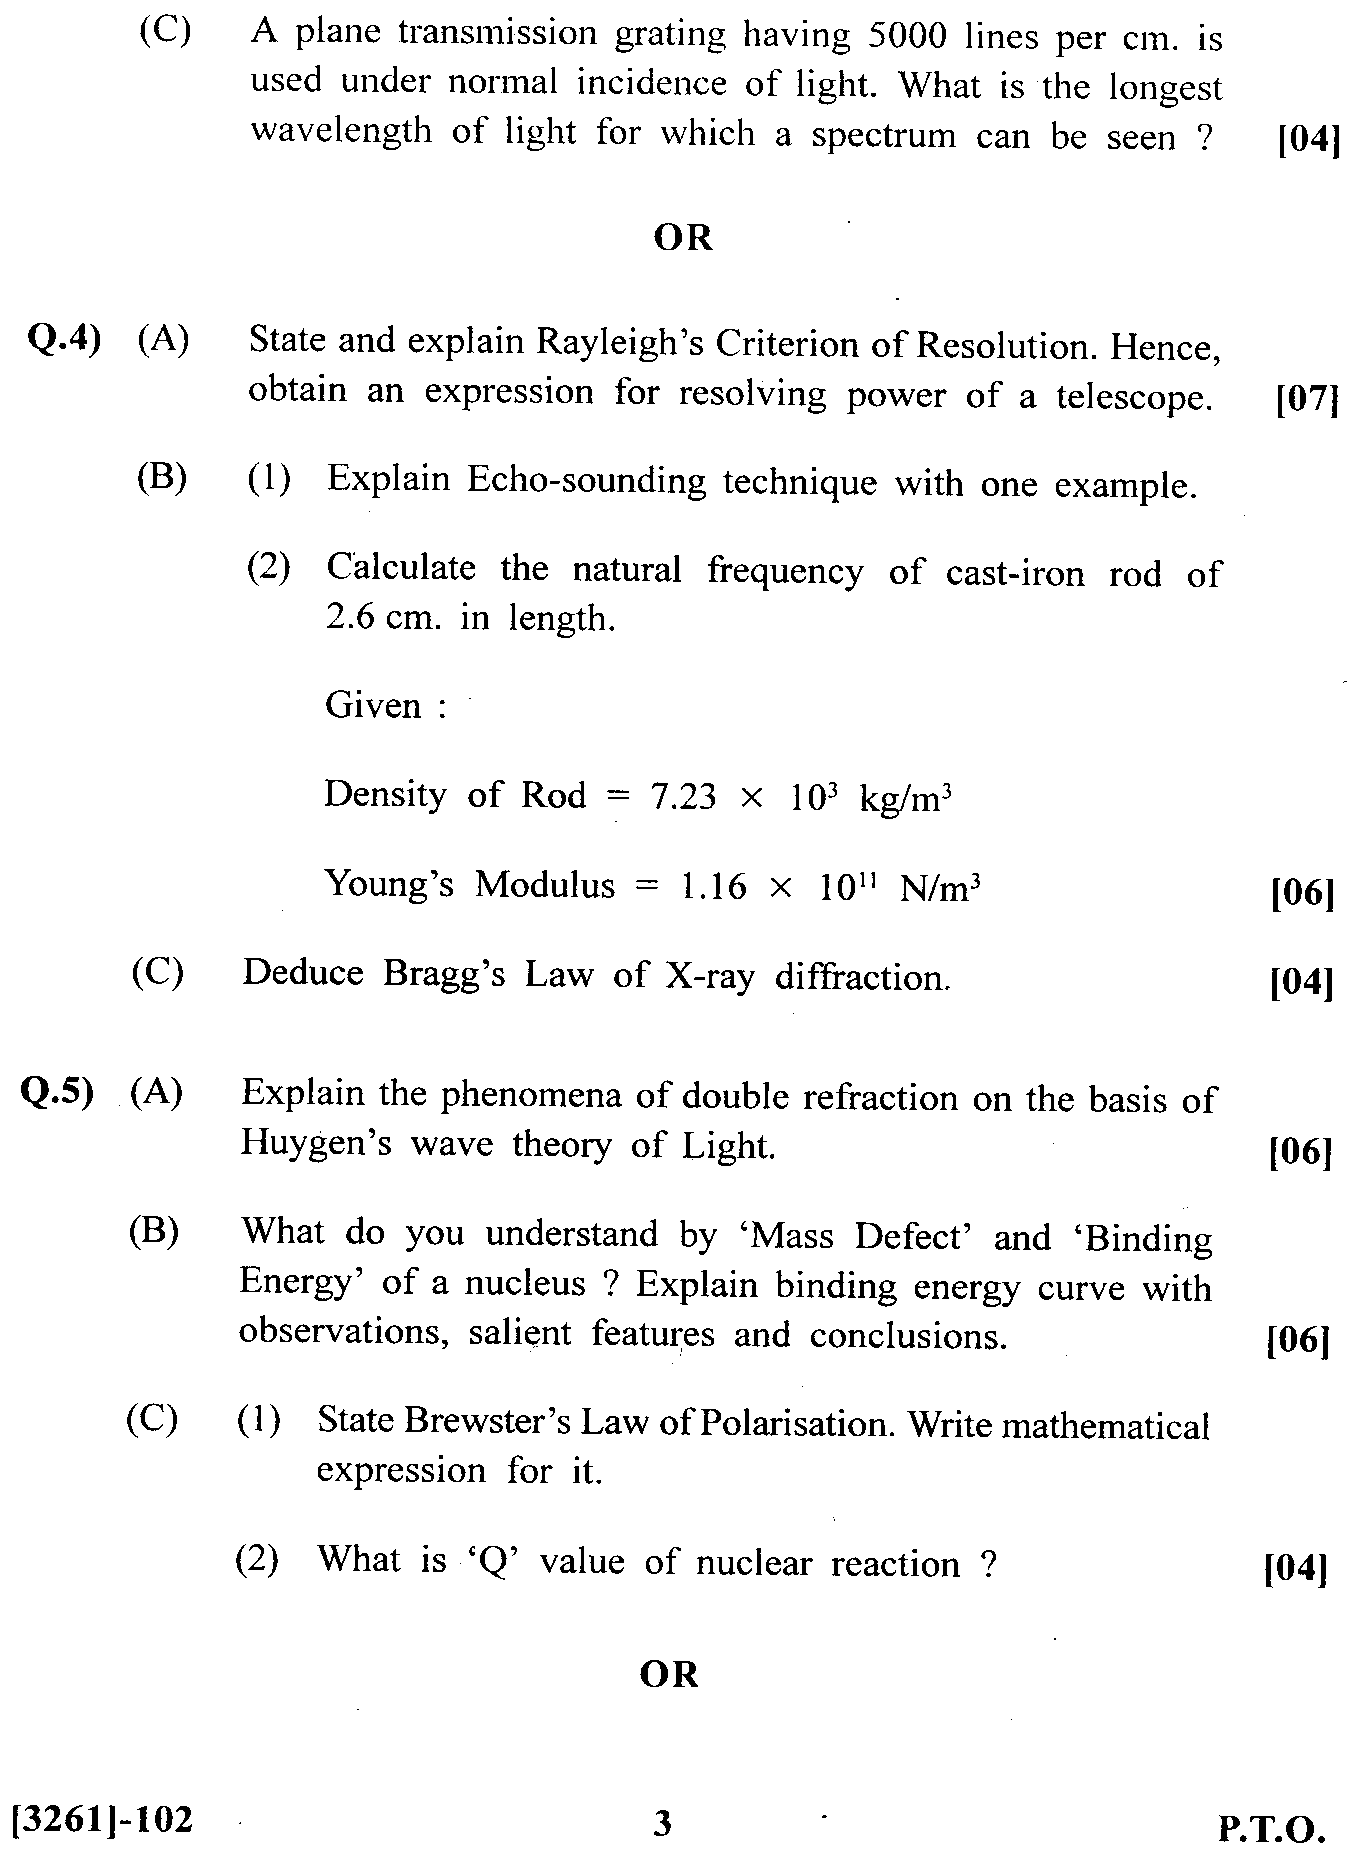 (C) A plane transmission grating having 5000 lines per cm. is
used under normal incidence of light. What is the longest
wavelength of light for which a spectrum can be seen ? [04]
OR
Q.4) (A) State and explain Rayleigh's Criterion of Resolution. Hence,
obtain an expression for resolving power of a telescope. [07]
(B) (1) Explain Echo-sounding technique with one example.
(2) Calculate the natural frequency of cast-iron rod of
2.6 cm. in length.
Given :
Density of Rod = 7.23 × 10³ kg/m³
Young's Modulus = 1.16 × 10¹¹ N/m³ [06]
(C) Deduce Bragg's Law of X-ray diffraction. [04]
Q.5) (A) Explain the phenomena of double refraction on the basis of
Huygen's wave theory of Light. [06]
(B) What do you understand by 'Mass Defect' and 'Binding
Energy' of a nucleus ? Explain binding energy curve with
observations, salient features and conclusions. [06]
(C) (1) State Brewster's Law of Polarisation. Write mathematical
expression for it.
(2) What is 'Q' value of nuclear reaction ? [04]
OR
[3261]-102 3 P.T.O.